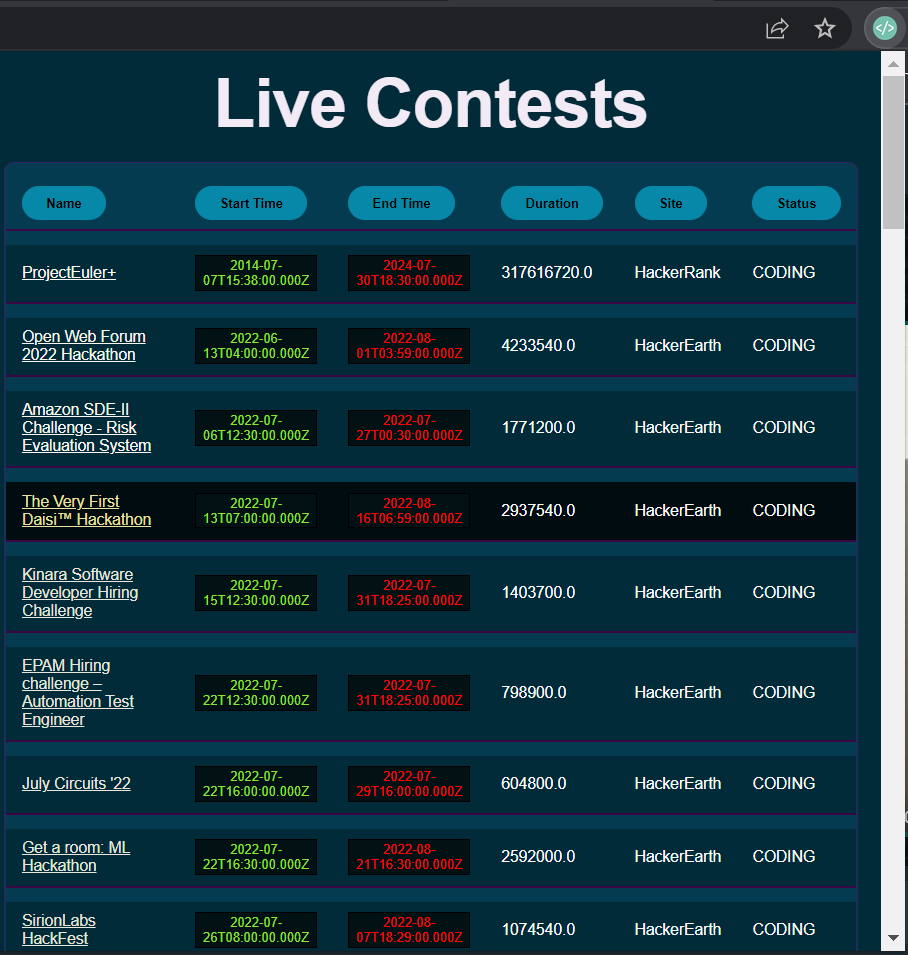 </>
Live Contests
Name Start Time End Time Duration Site Status
ProjectEuler+ 2014-07- 2024-07- 317616720.0 HackerRank CODING
07T15:38:00.000Z 30T18:30:00.000Z
Open Web Forum 2022-06- 2022-08- 4233540.0 HackerEarth CODING
2022 Hackathon 13T04:00:00.000Z 01T03:59:00.000Z
Amazon SDE-II 2022-07- 2022-07- 1771200.0 HackerEarth CODING
Challenge - Risk 06T12:30:00.000Z 27T00:30:00.000Z
Evaluation System
The Very First 2022-07- 2022-08- 2937540.0 HackerEarth CODING
Daisi™ Hackathon 13T07:00:00.000Z 16T06:59:00.000Z
Kinara Software 2022-07- 2022-07- 1403700.0 HackerEarth CODING
Developer Hiring 15T12:30:00.000Z 31T18:25:00.000Z
Challenge
EPAM Hiring 2022-07- 2022-07- 798900.0 HackerEarth CODING
challenge – 22T12:30:00.000Z 31T18:25:00.000Z
Automation Test
Engineer
July Circuits '22 2022-07- 2022-07- 604800.0 HackerEarth CODING
22T16:00:00.000Z 29T16:00:00.000Z
Get a room: ML 2022-07- 2022-08- 2592000.0 HackerEarth CODING
Hackathon 22T16:30:00.000Z 21T16:30:00.000Z
SirionLabs 2022-07- 2022-08- 1074540.0 HackerEarth CODING
HackFest 26T08:00:00.000Z 07T18:29:00.000Z